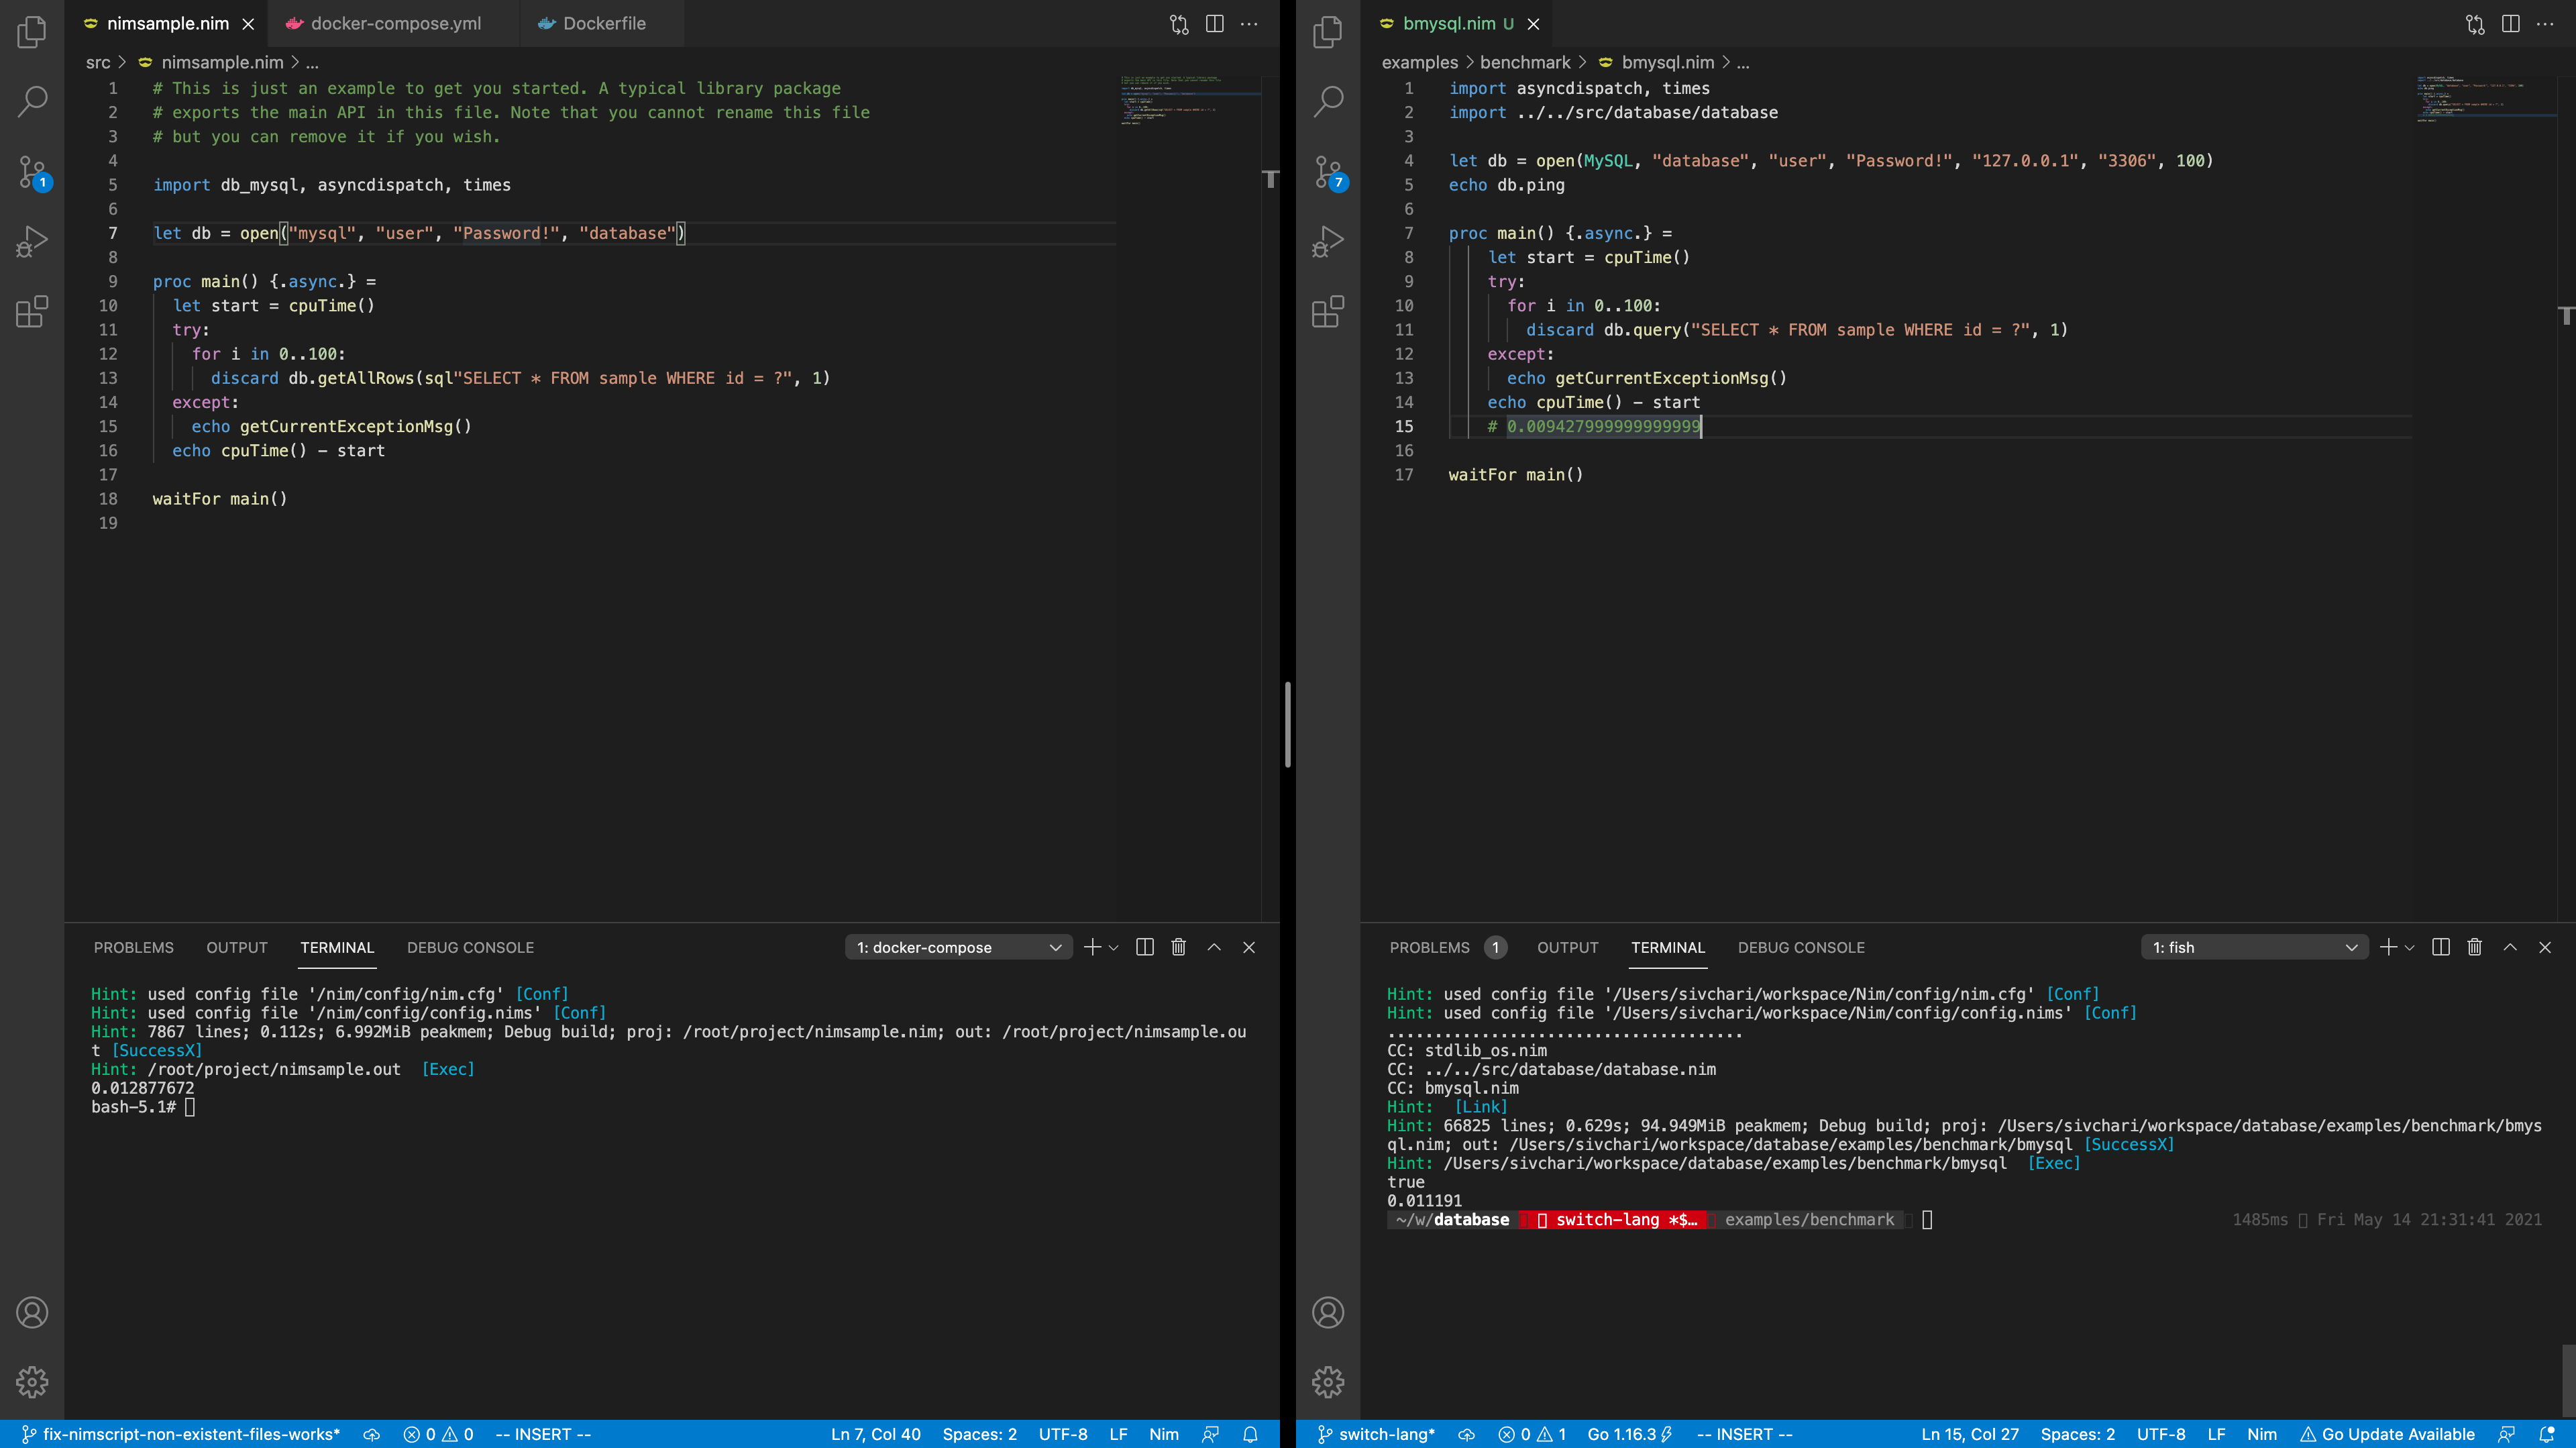 nimsample.nim docker-compose.yml Dockerfile
src > nimsample.nim > ...
1 # This is just an example to get you started. A typical library package
2 # exports the main API in this file. Note that you cannot rename this file
3 # but you can remove it if you wish.
4
5 import db_mysql, asyncdispatch, times
6
7 let db = open("mysql", "user", "Password!", "database")
8
9 proc main() {.async.} =
10 let start = cpuTime()
11 try:
12 for i in 0..100:
13 discard db.getAllRows(sql"SELECT * FROM sample WHERE id = ?", 1)
14 except:
15 echo getCurrentExceptionMsg()
16 echo cpuTime() - start
17
18 waitFor main()
19
1
PROBLEMS OUTPUT TERMINAL DEBUG CONSOLE 1: docker-compose
Hint: used config file '/nim/config/nim.cfg' [Conf]
Hint: used config file '/nim/config/config.nims' [Conf]
Hint: 7867 lines; 0.112s; 6.992MiB peakmem; Debug build; proj: /root/project/nimsample.nim; out: /root/project/nimsample.ou
t [SuccessX]
Hint: /root/project/nimsample.out [Exec]
0.012877672
bash-5.1#
fix-nimscript-non-existent-files-works* 0 0 -- INSERT -- Ln 7, Col 40 Spaces: 2 UTF-8 LF Nim
bmysql.nim U
examples > benchmark > bmysql.nim > ...
1 import asyncdispatch, times
2 import ../../src/database/database
3
4 let db = open(MySQL, "database", "user", "Password!", "127.0.0.1", "3306", 100)
5 echo db.ping
6
7 proc main() {.async.} =
8 let start = cpuTime()
9 try:
10 for i in 0..100:
11 discard db.query("SELECT * FROM sample WHERE id = ?", 1)
12 except:
13 echo getCurrentExceptionMsg()
14 echo cpuTime() - start
15 # 0.009427999999999999
16
17 waitFor main()
7
PROBLEMS 1 OUTPUT TERMINAL DEBUG CONSOLE 1: fish
Hint: used config file '/Users/sivchari/workspace/Nim/config/nim.cfg' [Conf]
Hint: used config file '/Users/sivchari/workspace/Nim/config/config.nims' [Conf]
......................................
CC: stdlib_os.nim
CC: ../../src/database/database.nim
CC: bmysql.nim
Hint: [Link]
Hint: 66825 lines; 0.629s; 94.949MiB peakmem; Debug build; proj: /Users/sivchari/workspace/database/examples/benchmark/bmys
ql.nim; out: /Users/sivchari/workspace/database/examples/benchmark/bmysql [SuccessX]
Hint: /Users/sivchari/workspace/database/examples/benchmark/bmysql [Exec]
true
0.011191
~/w/database switch-lang *$… examples/benchmark 1485ms Fri May 14 21:31:41 2021
switch-lang* 0 1 Go 1.16.3 -- INSERT -- Ln 15, Col 27 Spaces: 2 UTF-8 LF Nim Go Update Available